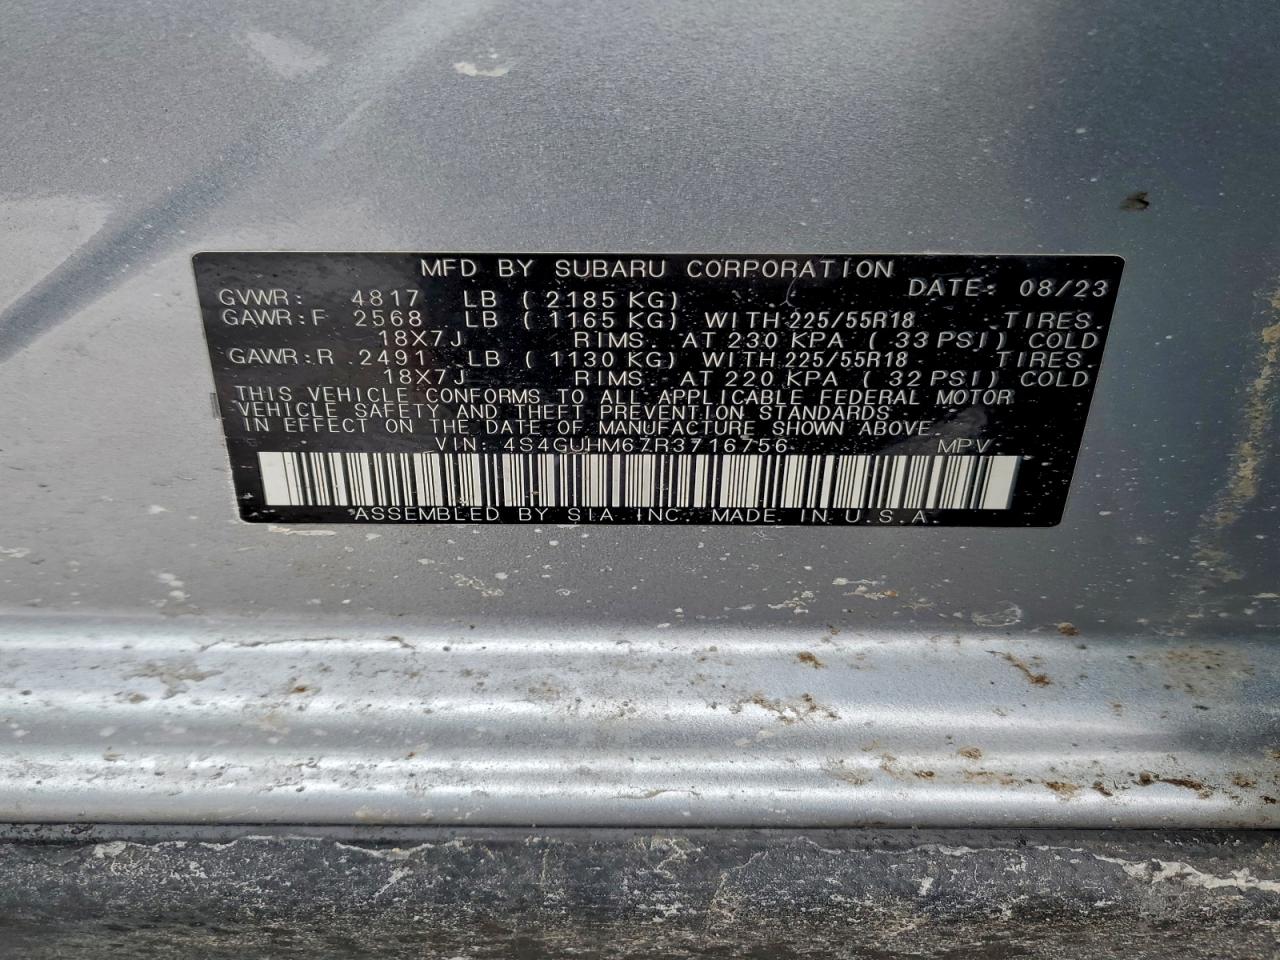 MFD BY SUBARU CORPORATION
DATE: 08/23
GVWR: 4817 LB ( 2185 KG)
GAWR:F 2568 LB ( 1165 KG) WITH 225/55R18 TIRES.
18X7J RIMS. AT 230 KPA ( 33 PSI) COLD
GAWR:R 2491 LB ( 1130 KG) WITH 225/55R18 TIRES.
18X7J RIMS. AT 220 KPA ( 32 PSI) COLD
THIS VEHICLE CONFORMS TO ALL APPLICABLE FEDERAL MOTOR
VEHICLE SAFETY AND THEFT PREVENTION STANDARDS
IN EFFECT ON THE DATE OF MANUFACTURE SHOWN ABOVE.
VIN: 4S4GUHM6ZR3716756 MPV
ASSEMBLED BY SIA INC. MADE IN U.S.A.